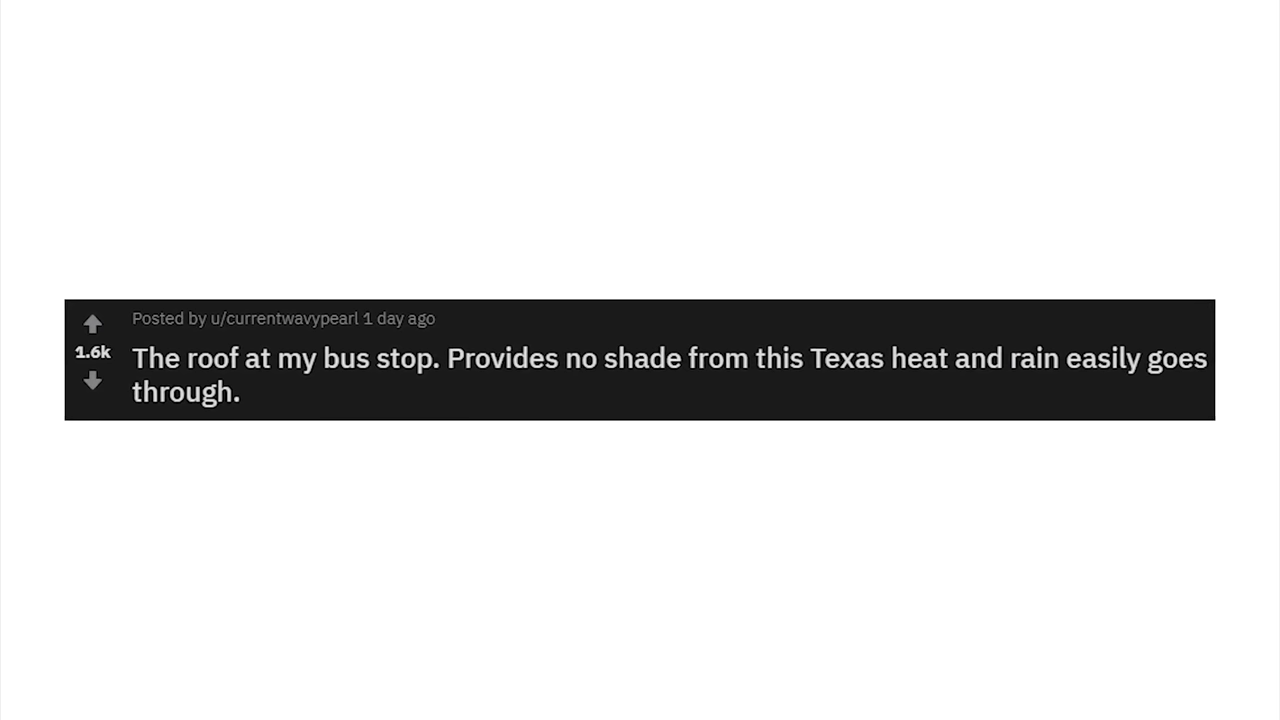 Posted by u/currentwavypearl 1 day ago
1.6k
The roof at my bus stop. Provides no shade from this Texas heat and rain easily goes
through.